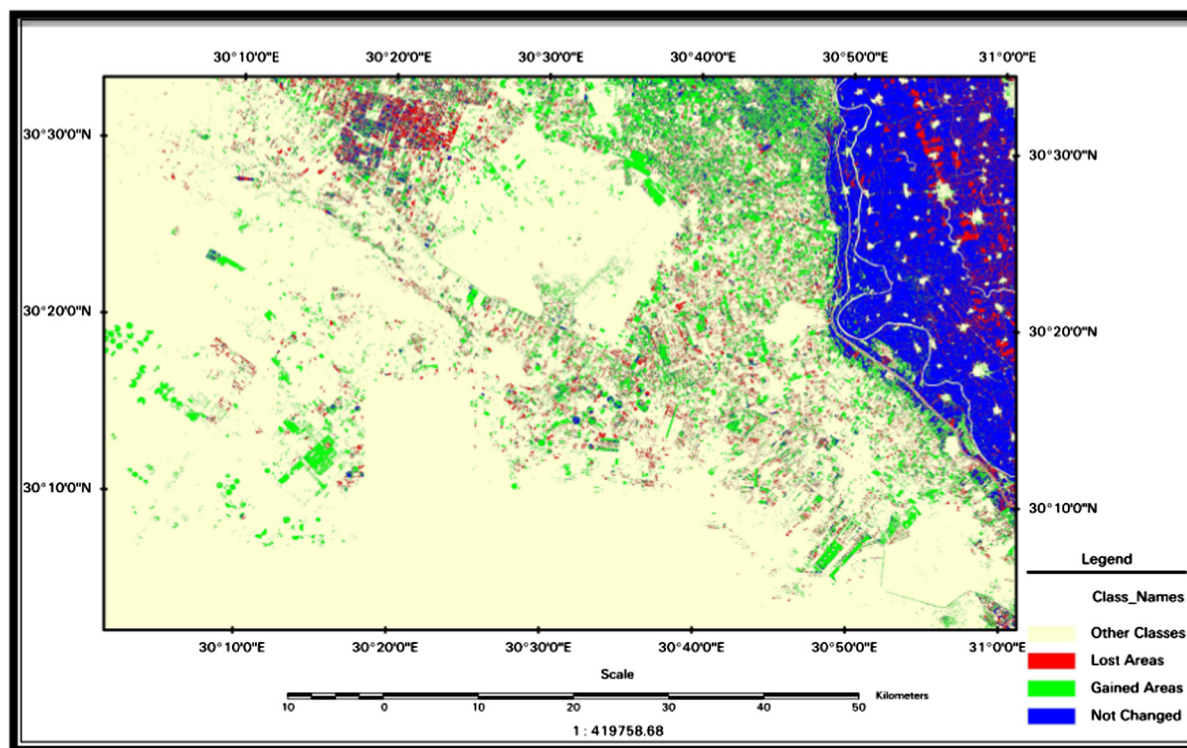 30°10'0"E 30°20'0"E 30°30'0"E 30°40'0"E 30°50'0"E 31°0'0"E
30°30'0"N
30°30'0"N
30°20'0"N
30°20'0"N
30°10'0"N
30°10'0"N
Legend
Class_Names
Other Classes
Lost Areas
Gained Areas
Not Changed
30°10'0"E 30°20'0"E 30°30'0"E 30°40'0"E 30°50'0"E 31°0'0"E
Scale
Kilometers
10 0 10 20 30 40 50
1 : 419758.68